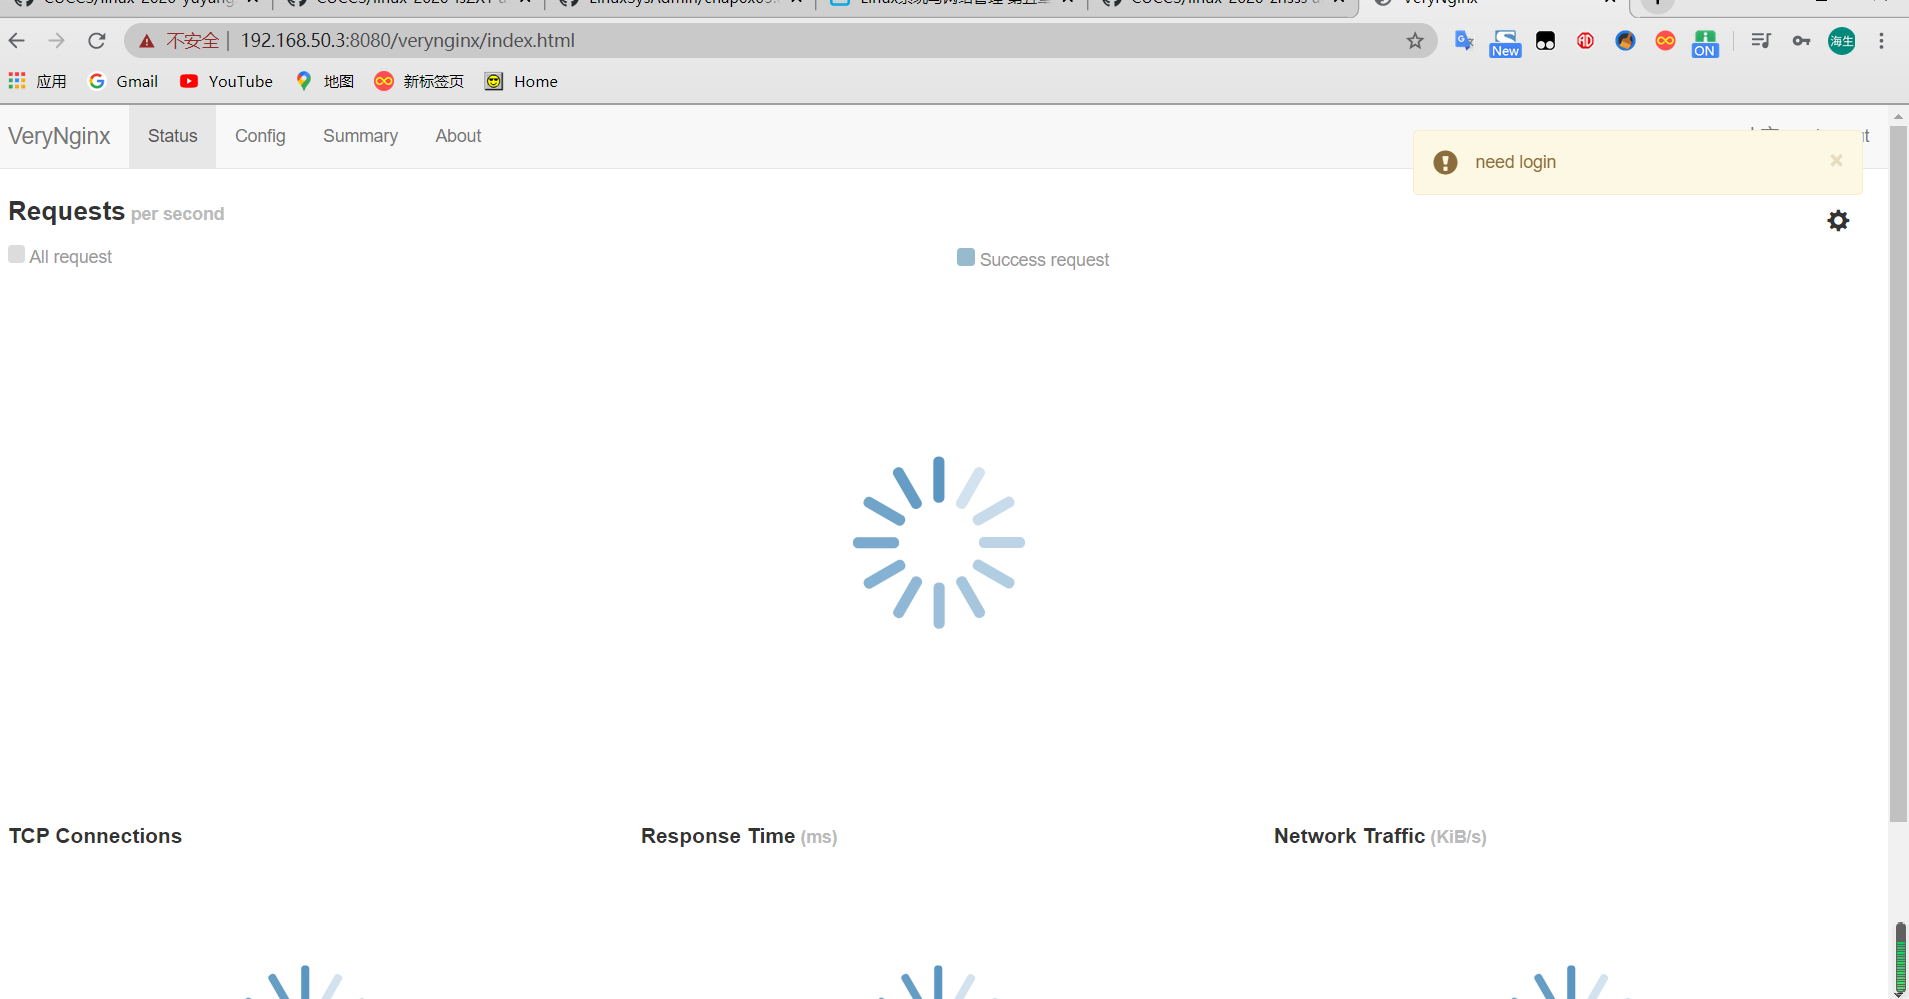 不安全 | 192.168.50.3:8080/verynginx/index.html
New
ON
海生
应用 Gmail YouTube 地图 新标签页 Home
VeryNginx Status Config Summary About
need login ×
Requests per second
All request Success request
TCP Connections Response Time (ms) Network Traffic (KiB/s)